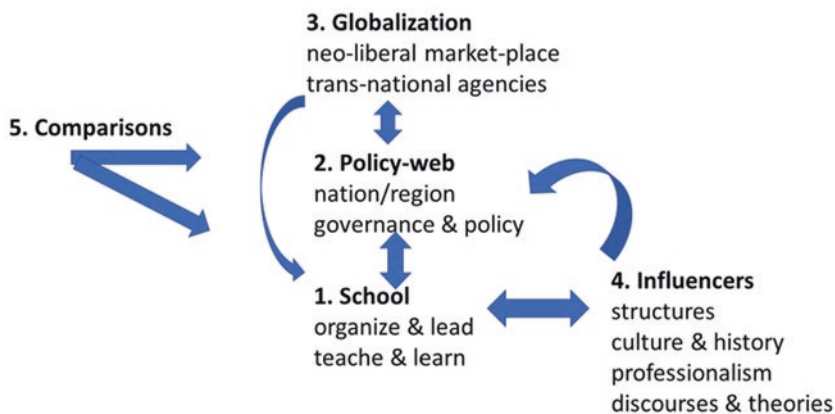 3. Globalization
neo-liberal market-place
trans-national agencies
5. Comparisons
2. Policy-web
nation/region
governance & policy
1. School
organize & lead
teache & learn
4. Influencers
structures
culture & history
professionalism
discourses & theories